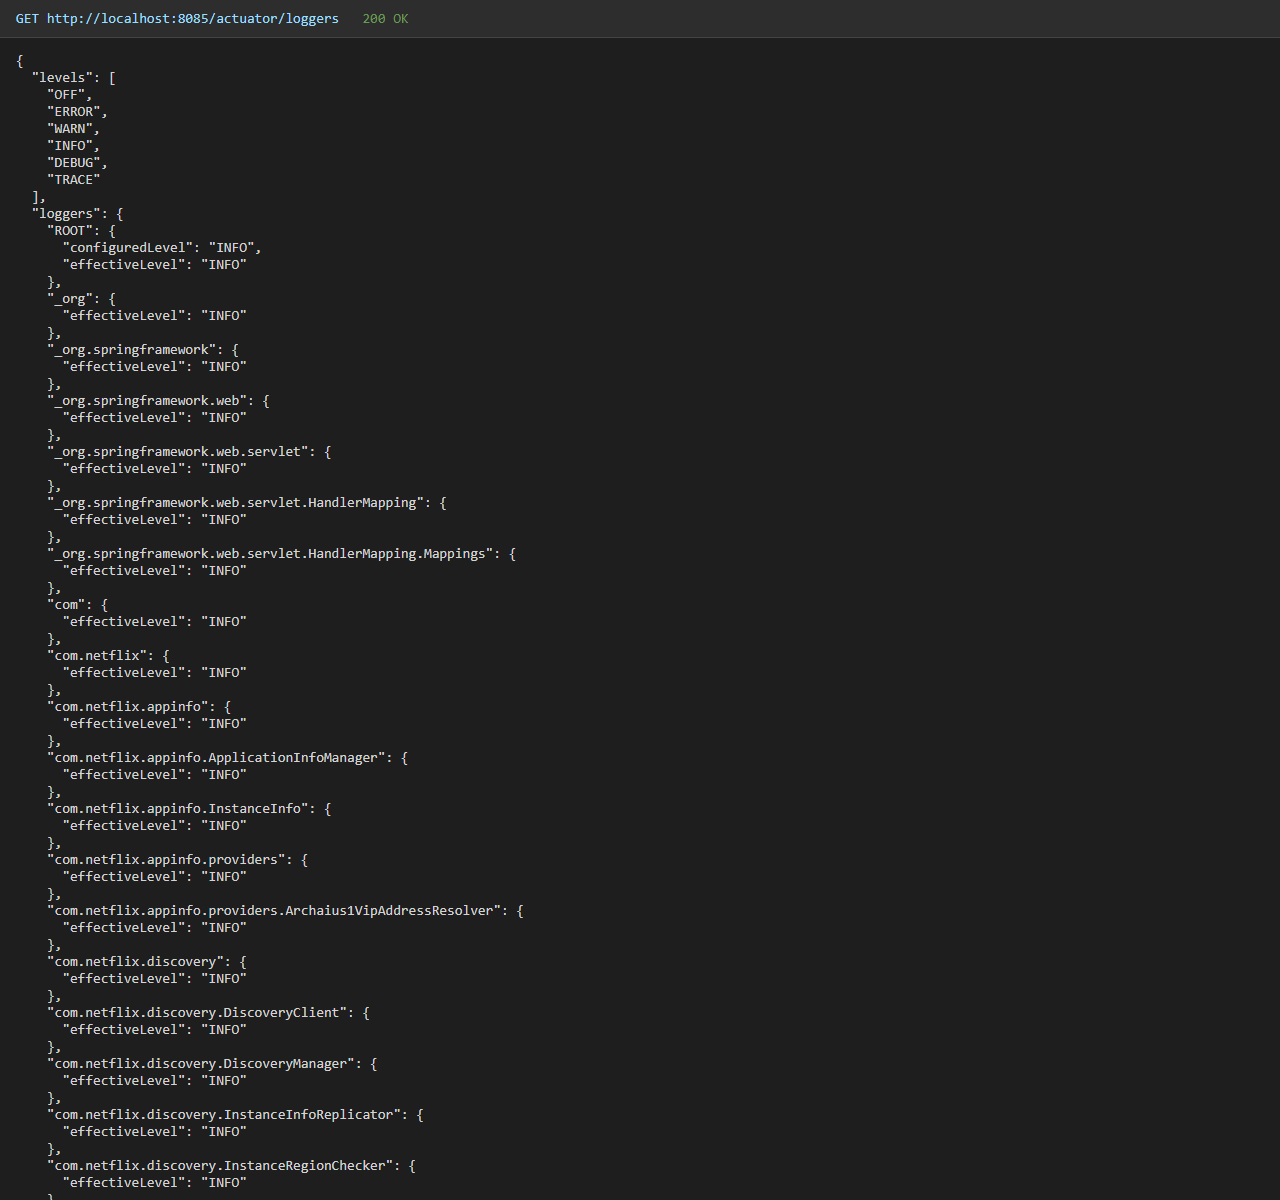 GET http://localhost:8085/actuator/loggers 200 OK
{
  "levels": [
    "OFF",
    "ERROR",
    "WARN",
    "INFO",
    "DEBUG",
    "TRACE"
  ],
  "loggers": {
    "ROOT": {
      "configuredLevel": "INFO",
      "effectiveLevel": "INFO"
    },
    "_org": {
      "effectiveLevel": "INFO"
    },
    "_org.springframework": {
      "effectiveLevel": "INFO"
    },
    "_org.springframework.web": {
      "effectiveLevel": "INFO"
    },
    "_org.springframework.web.servlet": {
      "effectiveLevel": "INFO"
    },
    "_org.springframework.web.servlet.HandlerMapping": {
      "effectiveLevel": "INFO"
    },
    "_org.springframework.web.servlet.HandlerMapping.Mappings": {
      "effectiveLevel": "INFO"
    },
    "com": {
      "effectiveLevel": "INFO"
    },
    "com.netflix": {
      "effectiveLevel": "INFO"
    },
    "com.netflix.appinfo": {
      "effectiveLevel": "INFO"
    },
    "com.netflix.appinfo.ApplicationInfoManager": {
      "effectiveLevel": "INFO"
    },
    "com.netflix.appinfo.InstanceInfo": {
      "effectiveLevel": "INFO"
    },
    "com.netflix.appinfo.providers": {
      "effectiveLevel": "INFO"
    },
    "com.netflix.appinfo.providers.Archaius1VipAddressResolver": {
      "effectiveLevel": "INFO"
    },
    "com.netflix.discovery": {
      "effectiveLevel": "INFO"
    },
    "com.netflix.discovery.DiscoveryClient": {
      "effectiveLevel": "INFO"
    },
    "com.netflix.discovery.DiscoveryManager": {
      "effectiveLevel": "INFO"
    },
    "com.netflix.discovery.InstanceInfoReplicator": {
      "effectiveLevel": "INFO"
    },
    "com.netflix.discovery.InstanceRegionChecker": {
      "effectiveLevel": "INFO"